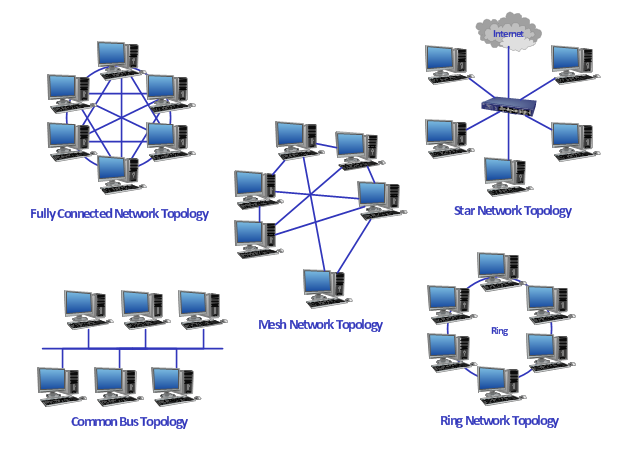 Internet
Fully Connected Network Topology
Star Network Topology
Mesh Network Topology
Ring
Common Bus Topology
Ring Network Topology